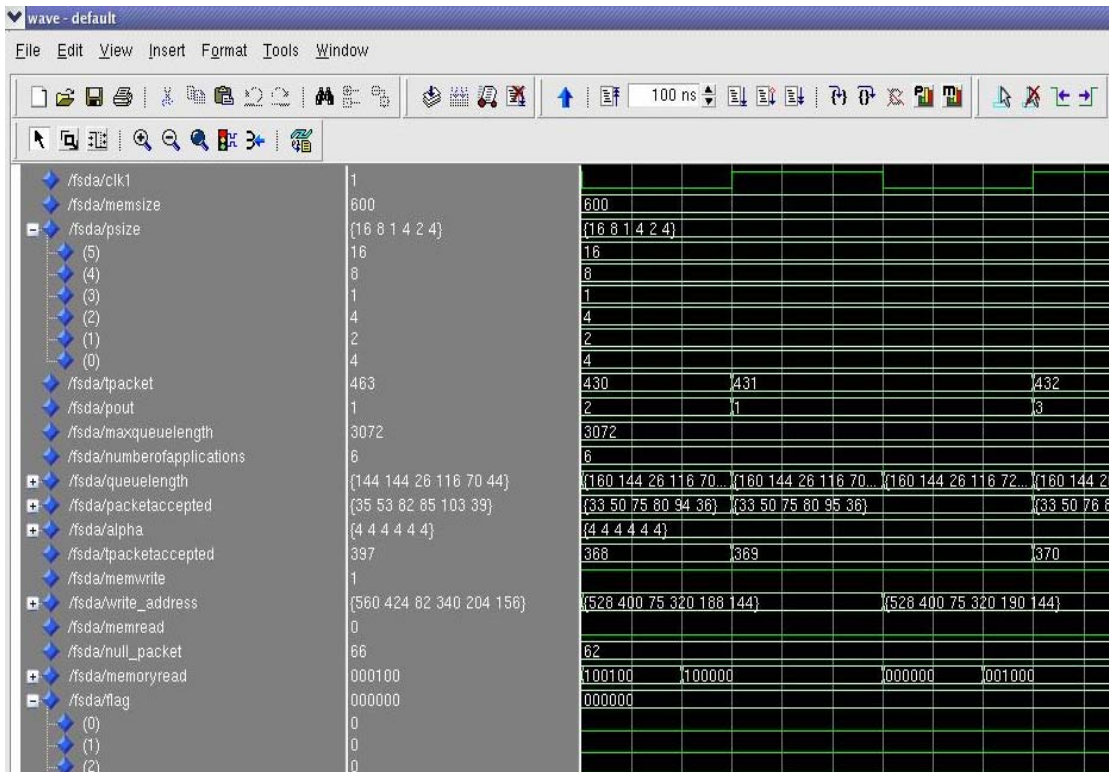 wave - default
File Edit View Insert Format Tools Window
100 ns
/fsda/clk1 1
/fsda/memsize 600 600
/fsda/psize {16 8 1 4 2 4} {16 8 1 4 2 4}
(5) 16 16
(4) 8 8
(3) 1 1
(2) 4 4
(1) 2 2
(0) 4 4
/fsda/tpacket 463 430 431 432
/fsda/pout 1 2 1 3
/fsda/maxqueuelength 3072 3072
/fsda/numberofapplications 6 6
/fsda/queuelength {144 144 26 116 70 44} {160 144 26 116 70... {160 144 26 116 70... {160 144 26 116 72... {160 144 2
/fsda/packetaccepted {35 53 82 85 103 39} {33 50 75 80 94 36} {33 50 75 80 95 36} {33 50 76 8
/fsda/alpha {4 4 4 4 4 4} {4 4 4 4 4 4}
/fsda/tpacketaccepted 397 368 369 370
/fsda/memwrite 1
/fsda/write_address {560 424 82 340 204 156} {528 400 75 320 188 144} {528 400 75 320 190 144}
/fsda/memread 0
/fsda/null_packet 66 62
/fsda/memoryread 000100 100100 100000 000000 001000
/fsda/flag 000000 000000
(0) 0
(1) 0
(2) 0